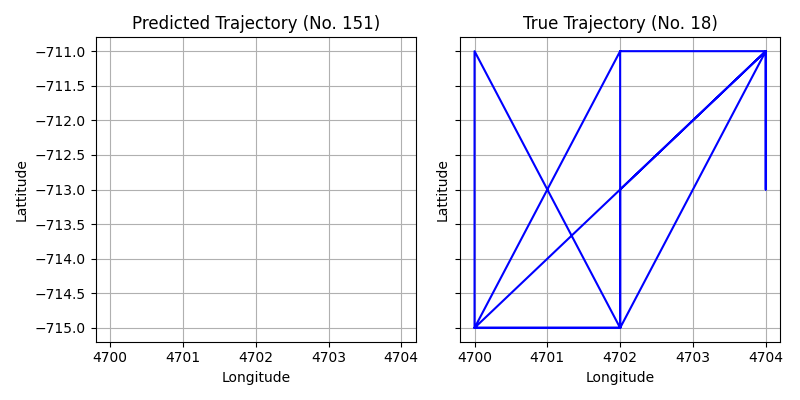 Predicted Trajectory (No. 151)
True Trajectory (No. 18)
Lattitude
−711.0
−711.5
−712.0
−712.5
−713.0
−713.5
−714.0
−714.5
−715.0
4700 4701 4702 4703 4704
Longitude
Lattitude
4700 4701 4702 4703 4704
Longitude